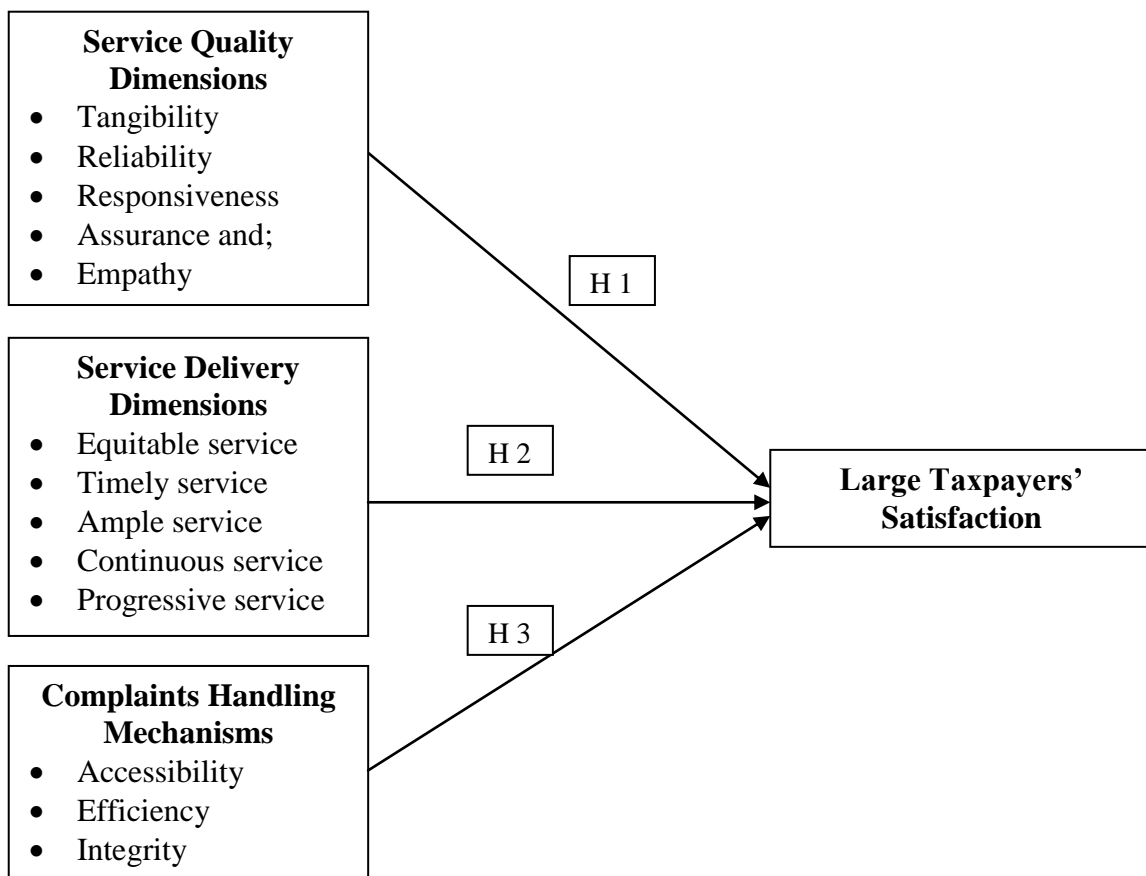 Service Quality
Dimensions
• Tangibility
• Reliability
• Responsiveness
• Assurance and;
• Empathy
H 1
Service Delivery
Dimensions
• Equitable service
• Timely service
• Ample service
• Continuous service
• Progressive service
H 2
Large Taxpayers’
Satisfaction
H 3
Complaints Handling
Mechanisms
• Accessibility
• Efficiency
• Integrity